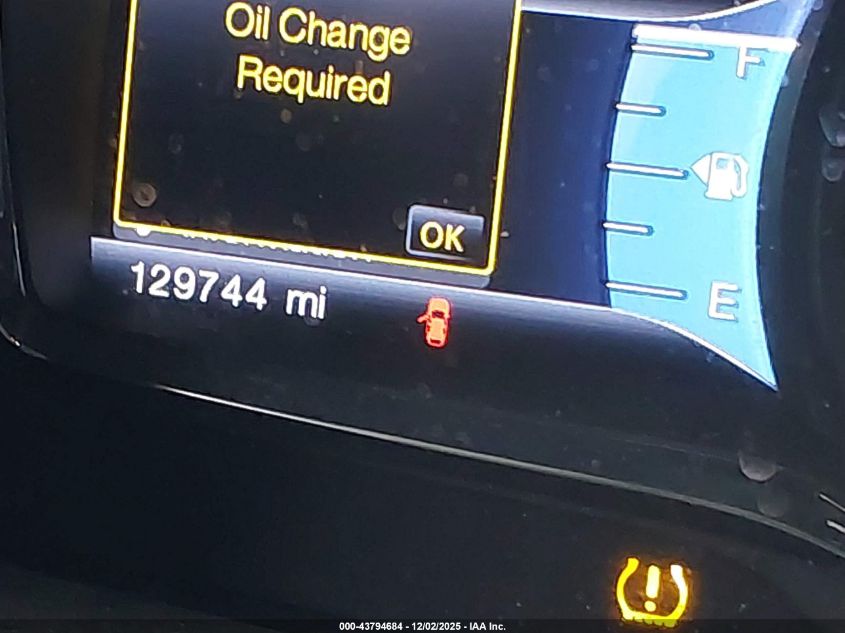 Oil Change
Required
F
OK
129744 mi
E
000-43794684 - 12/02/2025 - IAA Inc.